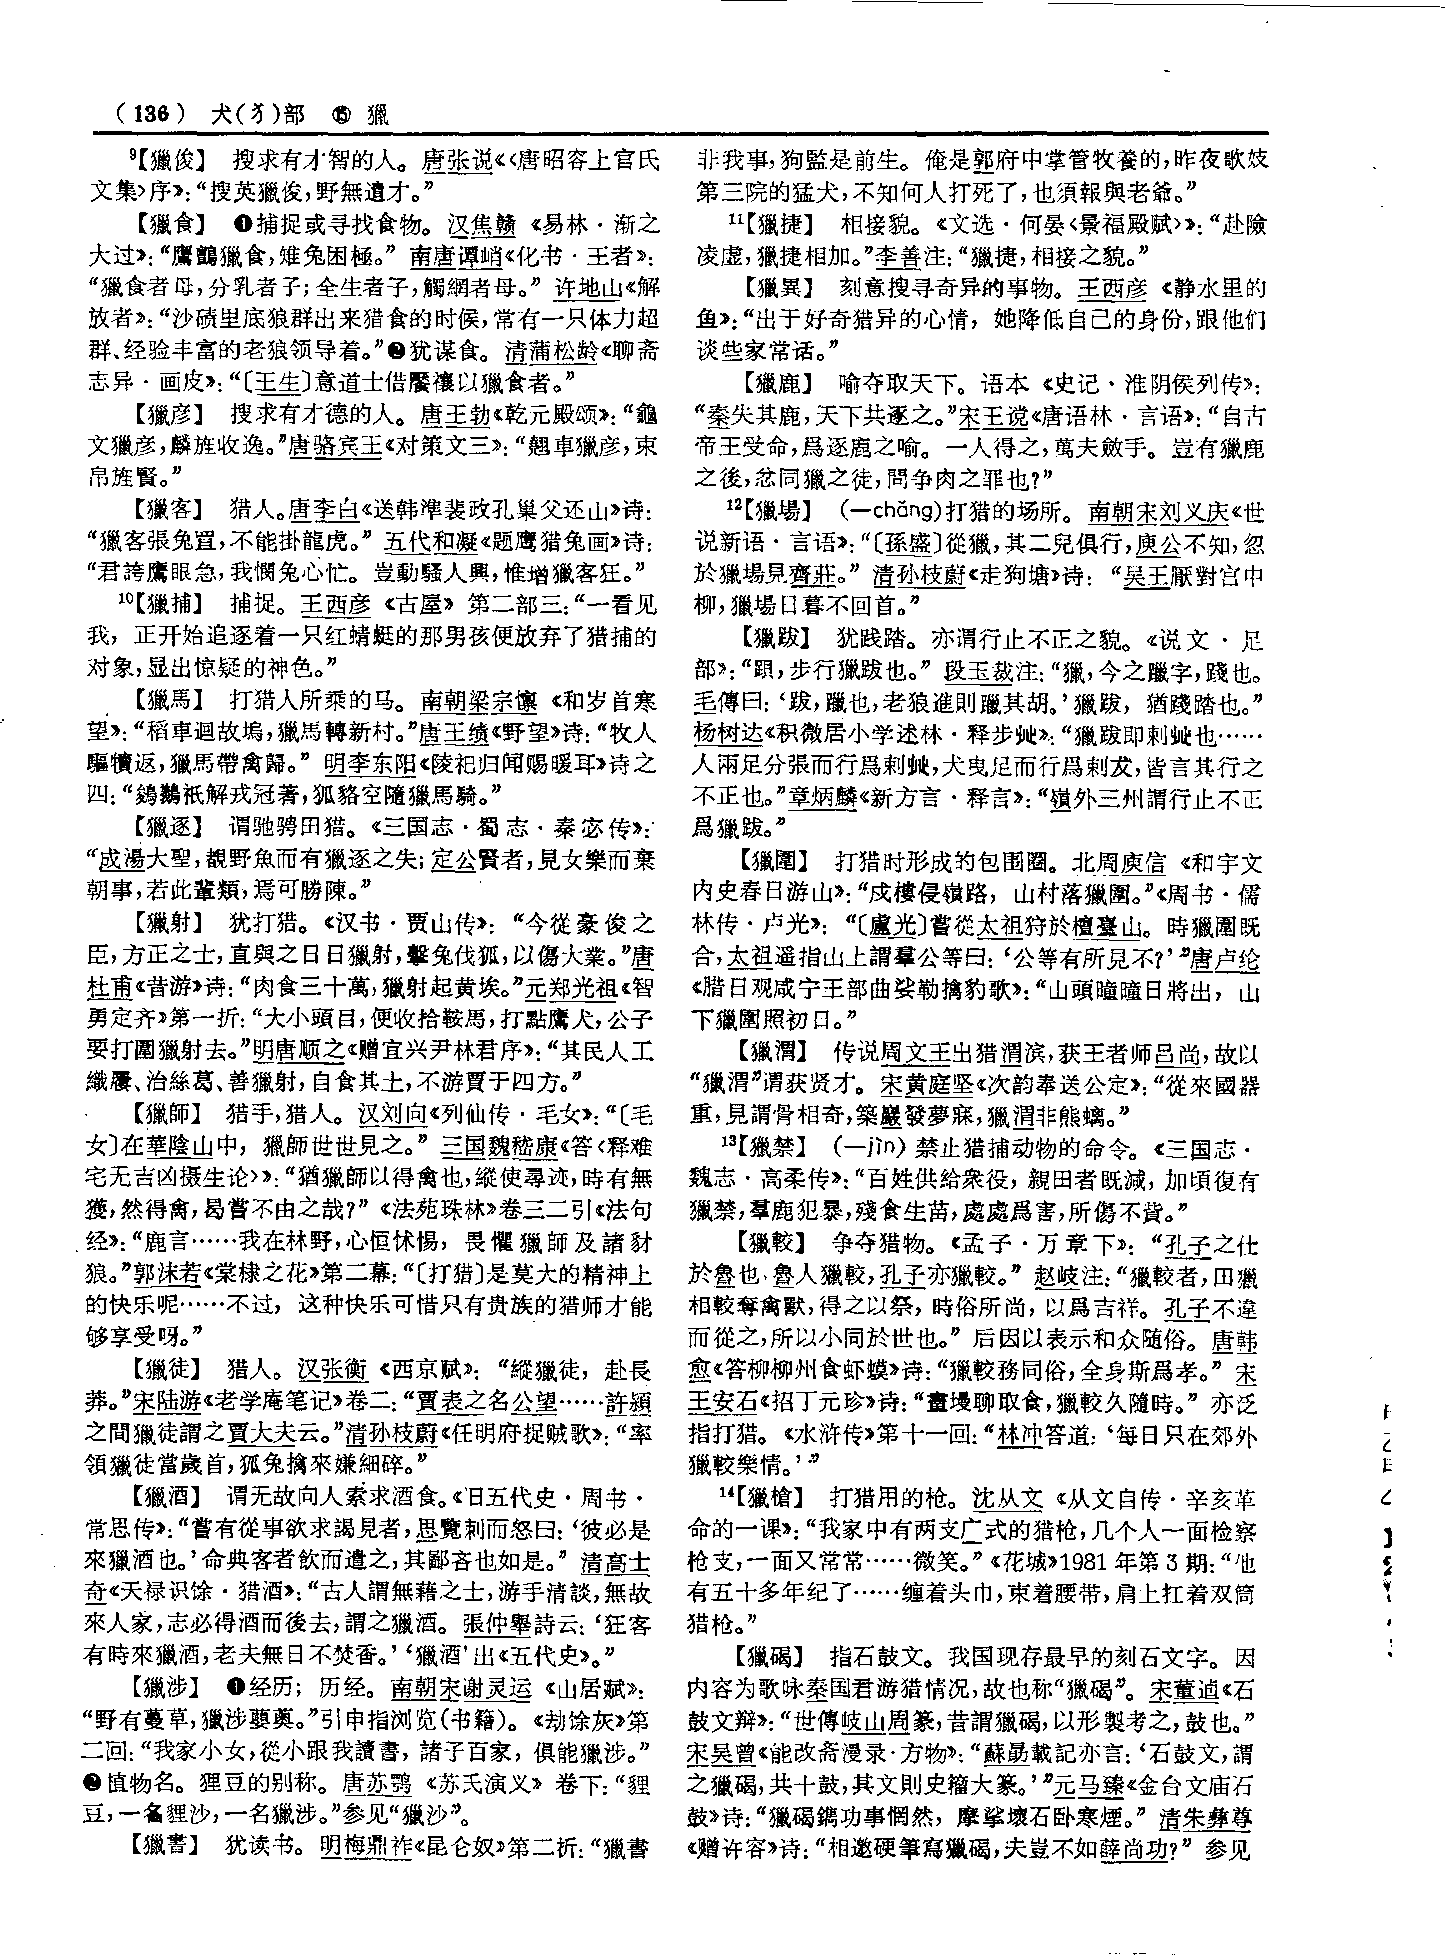 （136） 犬(犭)部 ⑮ 獵
⁹【獵俊】 搜求有才智的人。唐张说《〈唐昭容上官氏
文集〉序》：“搜英獵俊，野無遺才。”
【獵食】 ❶捕捉或寻找食物。汉焦赣《易林·渐之
大过》：“鷹鸇獵食，雉兔困極。” 南唐谭峭《化书·王者》：
“獵食者母，分乳者子；全生者子，觸網者母。” 许地山《解
放者》：“沙碛里底狼群出来猎食的时候，常有一只体力超
群、经验丰富的老狼领导着。”❷犹谋食。清蒲松龄《聊斋
志异·画皮》：“〔王生〕意道士借厭禳以獵食者。”
【獵彦】 搜求有才德的人。唐王勃《乾元殿颂》：“龜
文獵彦，麟旌收逸。”唐骆宾王《对策文三》：“翹車獵彦，束
帛旌賢。”
【獵客】 猎人。唐李白《送韩準裴政孔巢父还山》诗：
“獵客張兔罝，不能掛龍虎。” 五代和凝《题鹰猎兔画》诗：
“君誇鷹眼急，我憫兔心忙。豈動騷人興，惟增獵客狂。”
¹⁰【獵捕】 捕捉。王西彦《古屋》第二部三：“一看见
我，正开始追逐着一只红蜻蜓的那男孩便放弃了猎捕的
对象，显出惊疑的神色。”
【獵馬】 打猎人所乘的马。南朝梁宗懔《和岁首寒
望》：“稻車迴故塢，獵馬轉新村。”唐王绩《野望》诗：“牧人
驅犢返，獵馬帶禽歸。” 明李东阳《陵祀归闻赐暖耳》诗之
四：“鵕鸃祇解戎冠著，狐貉空隨獵馬騎。”
【獵逐】 谓驰骋田猎。《三国志·蜀志·秦宓传》：
“成湯大聖，覩野魚而有獵逐之失；定公賢者，見女樂而棄
朝事，若此輩類，焉可勝陳。”
【獵射】 犹打猎。《汉书·贾山传》：“今從豪俊之
臣，方正之士，直與之日日獵射，擊兔伐狐，以傷大業。”唐
杜甫《昔游》诗：“肉食三十萬，獵射起黄埃。”元郑光祖《智
勇定齐》第一折：“大小頭目，便收拾鞍馬，打點鷹犬，公子
要打圍獵射去。”明唐顺之《赠宜兴尹林君序》：“其民人工
織屨、治絲葛、善獵射，自食其土，不游賈于四方。”
【獵師】 猎手，猎人。汉刘向《列仙传·毛女》：“〔毛
女〕在華陰山中，獵師世世見之。” 三国魏嵇康《答〈释难
宅无吉凶摄生论〉》：“猶獵師以得禽也，縱使尋迹，時有無
獲，然得禽，曷嘗不由之哉？” 《法苑珠林》卷三二引《法句
经》：“鹿言……我在林野，心恒怵惕，畏懼獵師及諸豺
狼。”郭沫若《棠棣之花》第二幕：“〔打猎〕是莫大的精神上
的快乐呢……不过，这种快乐可惜只有贵族的猎师才能
够享受呀。”
【獵徒】 猎人。汉张衡《西京赋》：“縱獵徒，赴長
莽。”宋陆游《老学庵笔记》卷二：“賈表之名公望……許潁
之間獵徒謂之賈大夫云。”清孙枝蔚《任明府捉贼歌》：“率
領獵徒當歲首，狐兔擒來嫌細碎。”
【獵酒】 谓无故向人索求酒食。《旧五代史·周书·
常思传》：“嘗有從事欲求謁見者，思覽刺而怒曰：‘彼必是
來獵酒也。’命典客者飲而遣之，其鄙吝也如是。” 清高士
奇《天禄识馀·猎酒》：“古人謂無藉之士，游手清談，無故
來人家，志必得酒而後去，謂之獵酒。張仲舉詩云：‘狂客
有時來獵酒，老夫無日不焚香。’‘獵酒’出《五代史》。”
【獵涉】 ❶经历；历经。南朝宋谢灵运《山居赋》：
“野有蔓草，獵涉蘡薁。”引申指浏览(书籍)。《劫馀灰》第
二回：“我家小女，從小跟我讀書，諸子百家，俱能獵涉。”
❷植物名。狸豆的别称。唐苏鹗《苏氏演义》卷下：“貍
豆，一名貍沙，一名獵涉。”参见“獵沙”。
【獵書】 犹读书。明梅鼎祚《昆仑奴》第二折：“獵書
非我事，狗監是前生。俺是郭府中掌管牧養的，昨夜歌妓
第三院的猛犬，不知何人打死了，也須報與老爺。”
¹¹【獵捷】 相接貌。《文选·何晏〈景福殿赋〉》：“赴險
凌虚，獵捷相加。”李善注：“獵捷，相接之貌。”
【獵異】 刻意搜寻奇异的事物。王西彦《静水里的
鱼》：“出于好奇猎异的心情，她降低自己的身份，跟他们
谈些家常话。”
【獵鹿】 喻夺取天下。语本《史记·淮阴侯列传》：
“秦失其鹿，天下共逐之。”宋王谠《唐语林·言语》：“自古
帝王受命，爲逐鹿之喻。一人得之，萬夫斂手。豈有獵鹿
之後，忿同獵之徒，問争肉之罪也？”
¹²【獵場】 (—chǎng)打猎的场所。南朝宋刘义庆《世
说新语·言语》：“〔孫盛〕從獵，其二兒俱行，庾公不知，忽
於獵場見齊莊。” 清孙枝蔚《走狗塘》诗：“吴王厭對宫中
柳，獵場日暮不回首。”
【獵跋】 犹践踏。亦谓行止不正之貌。《说文·足
部》：“跟，步行獵跋也。” 段玉裁注：“獵，今之躐字，踐也。
毛傳曰：‘跋，躐也，老狼進則躐其胡。’獵跋，猶踐踏也。”
杨树达《积微居小学述林·释步𣥠》：“獵跋即剌𣥠也……
人兩足分張而行爲剌𣥠，犬曳足而行爲剌犮，皆言其行之
不正也。”章炳麟《新方言·释言》：“嶺外三州謂行止不正
爲獵跋。”
【獵圍】 打猎时形成的包围圈。北周庾信《和宇文
内史春日游山》：“戍樓侵嶺路，山村落獵圍。”《周书·儒
林传·卢光》：“〔盧光〕嘗從太祖狩於檀臺山。時獵圍既
合，太祖遥指山上謂羣公等曰：‘公等有所見不？’”唐卢纶
《腊日观咸宁王部曲娑勒擒豹歌》：“山頭曈曈日將出，山
下獵圍照初日。”
【獵渭】 传说周文王出猎渭滨，获王者师吕尚，故以
“獵渭”谓获贤才。宋黄庭坚《次韵奉送公定》：“從來國器
重，見謂骨相奇，築巖發夢寐，獵渭非熊螭。”
¹³【獵禁】 (—jìn) 禁止猎捕动物的命令。《三国志·
魏志·高柔传》：“百姓供給衆役，親田者既減，加頃復有
獵禁，羣鹿犯暴，殘食生苗，處處爲害，所傷不貲。”
【獵較】 争夺猎物。《孟子·万章下》：“孔子之仕
於魯也，魯人獵較，孔子亦獵較。” 赵岐注：“獵較者，田獵
相較奪禽獸，得之以祭，時俗所尚，以爲吉祥。孔子不違
而從之，所以小同於世也。” 后因以表示和众随俗。唐韩
愈《答柳柳州食虾蟆》诗：“獵較務同俗，全身斯爲孝。” 宋
王安石《招丁元珍》诗：“畫墁聊取食，獵較久隨時。” 亦泛
指打猎。《水浒传》第十一回：“林冲答道：‘每日只在郊外
獵較樂情。’”
¹⁴【獵槍】 打猎用的枪。沈从文《从文自传·辛亥革
命的一课》：“我家中有两支广式的猎枪，几个人一面检察
枪支，一面又常常……微笑。”《花城》1981年第3期：“他
有五十多年纪了……缠着头巾，束着腰带，肩上扛着双筒
猎枪。”
【獵碣】 指石鼓文。我国现存最早的刻石文字。因
内容为歌咏秦国君游猎情况，故也称“獵碣”。宋董逌《石
鼓文辩》：“世傳岐山周篆，昔謂獵碣，以形製考之，鼓也。”
宋吴曾《能改斋漫录·方物》：“蘇勗載記亦言：‘石鼓文，謂
之獵碣，共十鼓，其文則史籀大篆。’”元马臻《金台文庙石
鼓》诗：“獵碣鐫功事惘然，摩挲壞石卧寒煙。” 清朱彝尊
《赠许容》诗：“相邀硬筆寫獵碣，夫豈不如薛尚功？” 参见